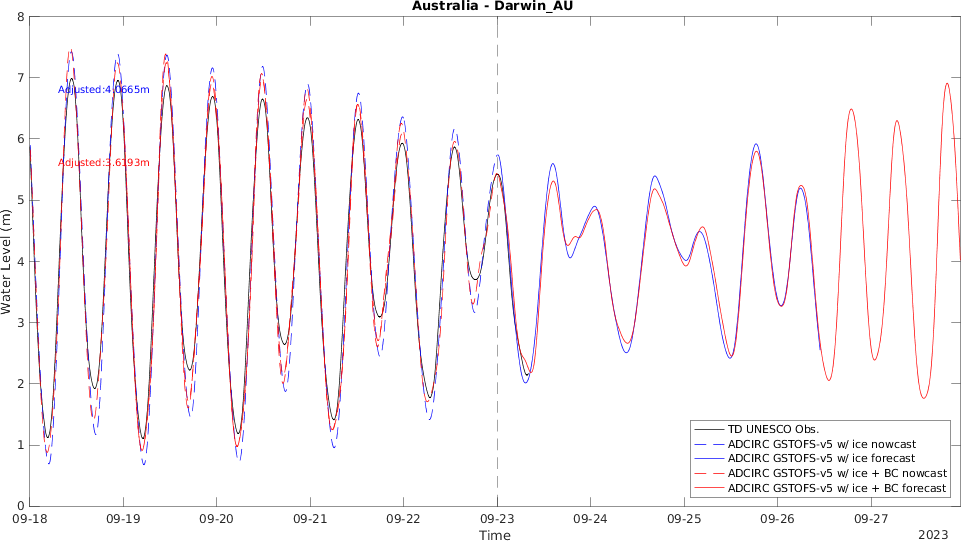 Australia - Darwin_AU
8
7
6
5
4
3
2
1
0
Water Level (m)
Adjusted:4.0665m
Adjusted:3.6193m
TD UNESCO Obs.
ADCIRC GSTOFS-v5 w/ ice nowcast
ADCIRC GSTOFS-v5 w/ ice forecast
ADCIRC GSTOFS-v5 w/ ice + BC nowcast
ADCIRC GSTOFS-v5 w/ ice + BC forecast
09-18 09-19 09-20 09-21 09-22 09-23 09-24 09-25 09-26 09-27
Time
2023